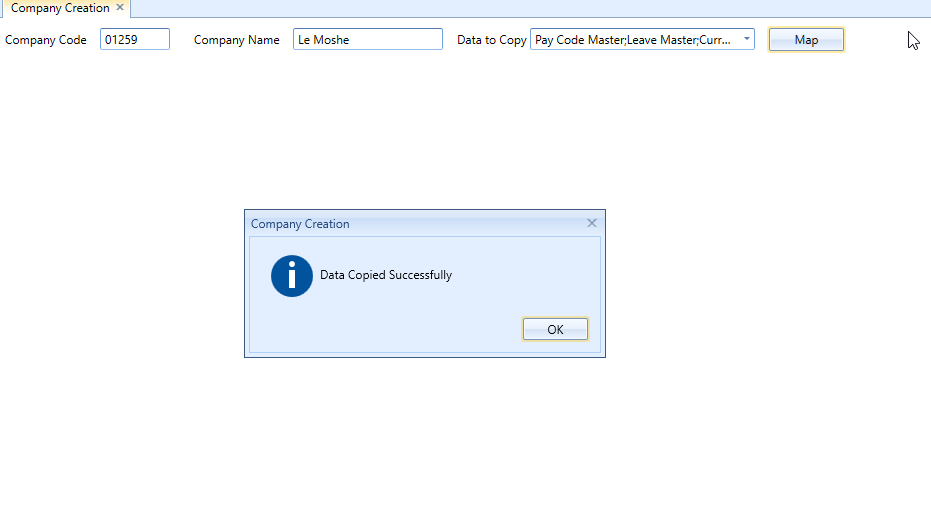 Company Creation
Company Code 01259 Company Name Le Moshe Data to Copy Pay Code Master;Leave Master;Curr... Map
Company Creation
Data Copied Successfully
OK